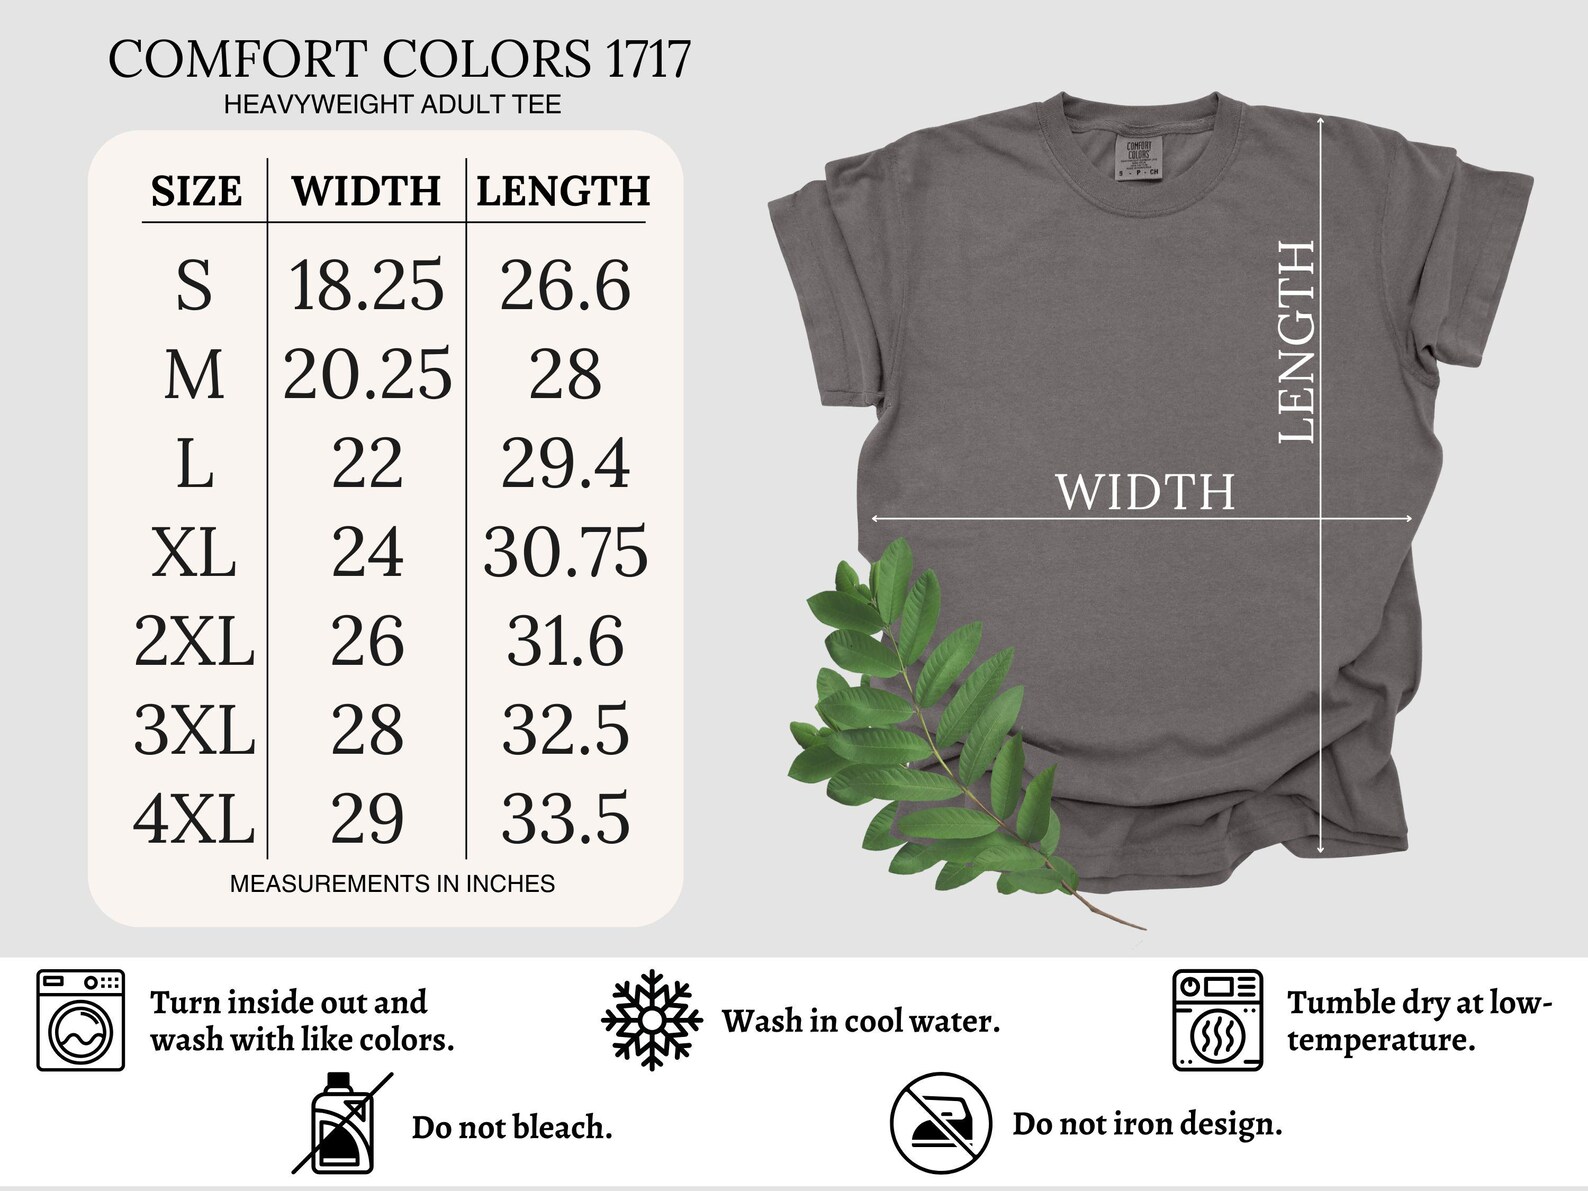 COMFORT COLORS 1717
HEAVYWEIGHT ADULT TEE
SIZE WIDTH LENGTH
S 18.25 26.6
M 20.25 28
L 22 29.4
XL 24 30.75
2XL 26 31.6
3XL 28 32.5
4XL 29 33.5
MEASUREMENTS IN INCHES
COMFORT
COLORS
S - P - CH
LENGTH
WIDTH
Turn inside out and
wash with like colors.
Wash in cool water.
Tumble dry at low-
temperature.
Do not bleach.
Do not iron design.